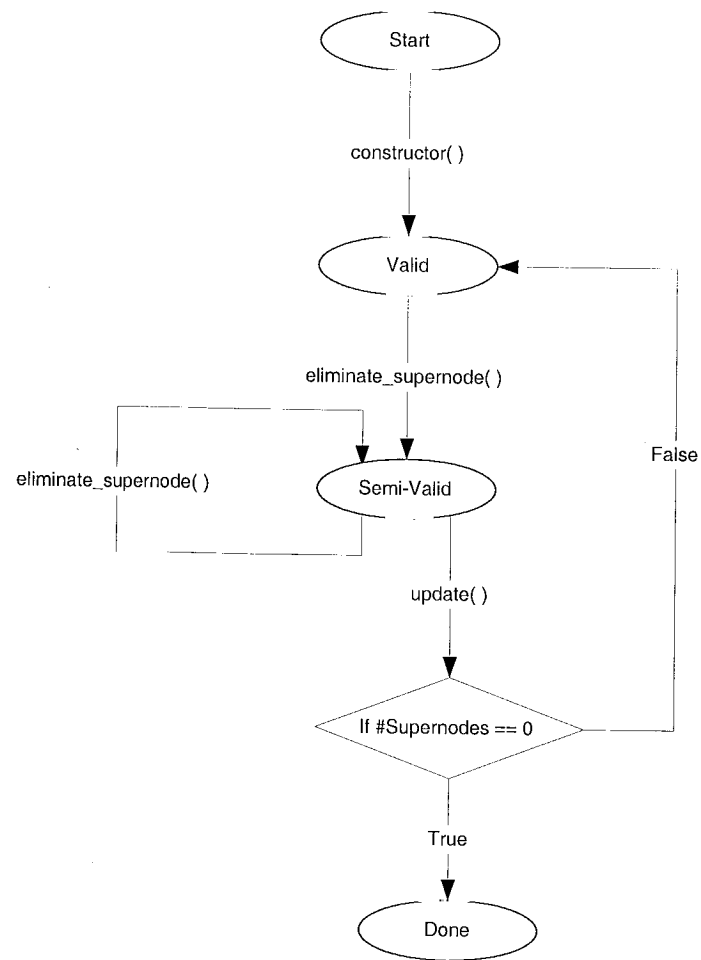 Start
constructor( )
Valid
eliminate_supernode( )
False
eliminate_supernode( )
Semi-Valid
update( )
If #Supernodes == 0
True
Done